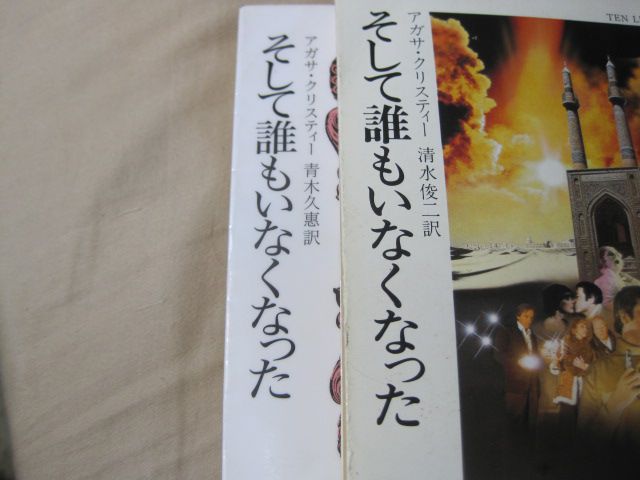 アガサ・クリスティー 青木久惠訳
そして誰もいなくなった
アガサ・クリスティー 清水俊二訳
そして誰もいなくなった
TEN L